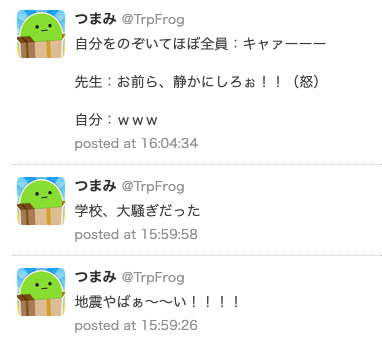 つまみ @TrpFrog
自分をのぞいてほぼ全員：キャァーーー
先生：お前ら、静かにしろぉ！！（怒）
自分：ｗｗｗ
posted at 16:04:34
つまみ @TrpFrog
学校、大騒ぎだった
posted at 15:59:58
つまみ @TrpFrog
地震やばぁ〜〜い！！！！
posted at 15:59:26